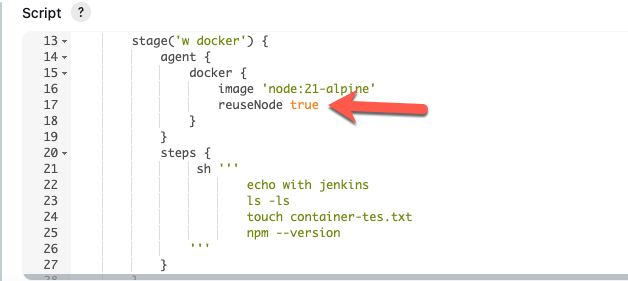 Script ?
13 stage('w docker') {
14 agent {
15 docker {
16 image 'node:21-alpine'
17 reuseNode true
18 }
19 }
20 steps {
21 sh '''
22 echo with jenkins
23 ls -ls
24 touch container-tes.txt
25 npm --version
26 '''
27 }
28 }